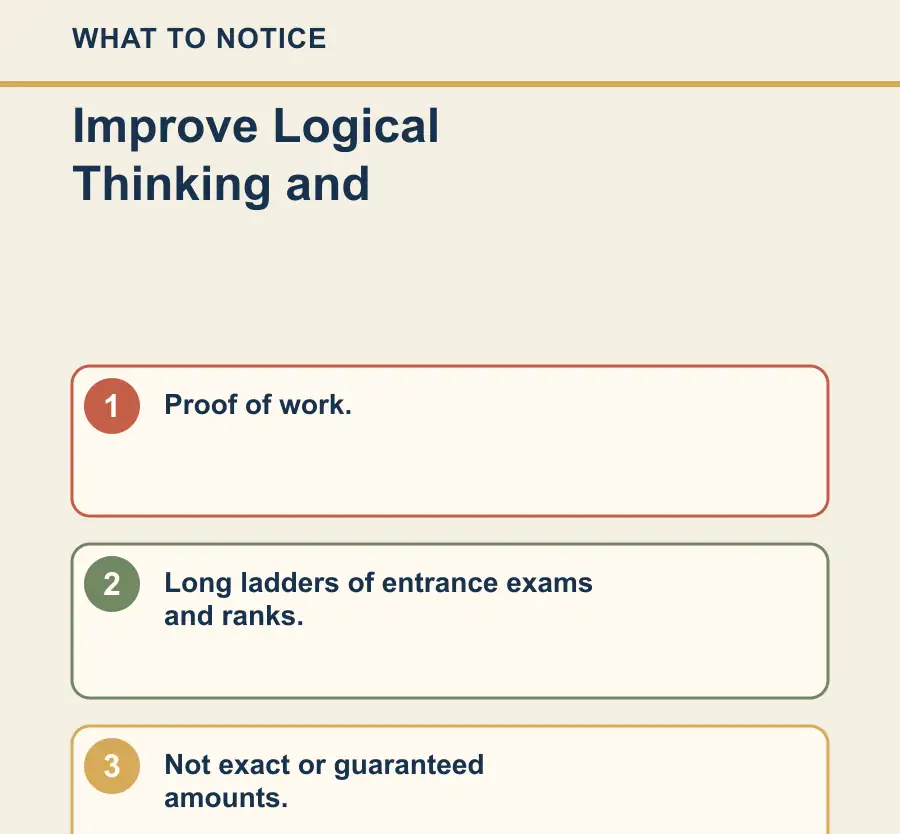 WHAT TO NOTICE
Improve Logical
Thinking and
1
Proof of work.
2
Long ladders of entrance exams
and ranks.
3
Not exact or guaranteed
amounts.